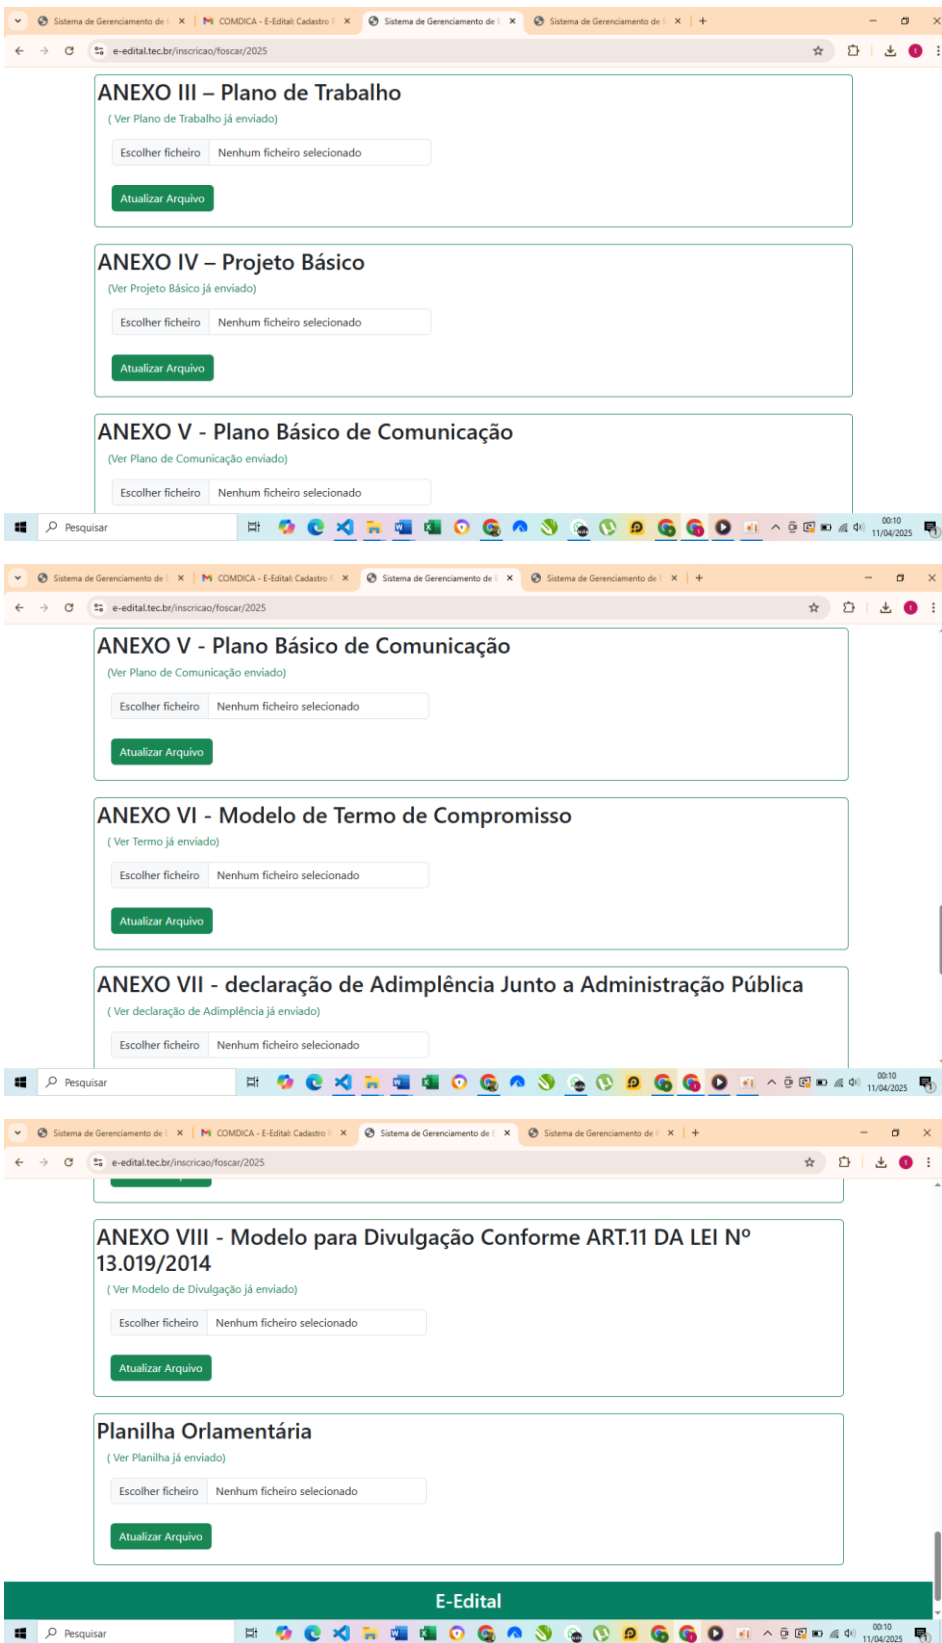 Sistema de Gerenciamento de
COMDICA - E-Edital: Cadastro
Sistema de Gerenciamento de
Sistema de Gerenciamento de
e-edital.tec.br/inscricao/foscar/2025
ANEXO III – Plano de Trabalho
( Ver Plano de Trabalho já enviado)
Escolher ficheiro Nenhum ficheiro selecionado
Atualizar Arquivo
ANEXO IV – Projeto Básico
(Ver Projeto Básico já enviado)
Escolher ficheiro Nenhum ficheiro selecionado
Atualizar Arquivo
ANEXO V - Plano Básico de Comunicação
(Ver Plano de Comunicação enviado)
Escolher ficheiro Nenhum ficheiro selecionado
Pesquisar
00:10
11/04/2025
Sistema de Gerenciamento de
COMDICA - E-Edital: Cadastro
Sistema de Gerenciamento de
Sistema de Gerenciamento de
e-edital.tec.br/inscricao/foscar/2025
ANEXO V - Plano Básico de Comunicação
(Ver Plano de Comunicação enviado)
Escolher ficheiro Nenhum ficheiro selecionado
Atualizar Arquivo
ANEXO VI - Modelo de Termo de Compromisso
( Ver Termo já enviado)
Escolher ficheiro Nenhum ficheiro selecionado
Atualizar Arquivo
ANEXO VII - declaração de Adimplência Junto a Administração Pública
( Ver declaração de Adimplência já enviado)
Escolher ficheiro Nenhum ficheiro selecionado
Pesquisar
00:10
11/04/2025
Sistema de Gerenciamento de
COMDICA - E-Edital: Cadastro
Sistema de Gerenciamento de
Sistema de Gerenciamento de
e-edital.tec.br/inscricao/foscar/2025
ANEXO VIII - Modelo para Divulgação Conforme ART.11 DA LEI Nº
13.019/2014
( Ver Modelo de Divulgação já enviado)
Escolher ficheiro Nenhum ficheiro selecionado
Atualizar Arquivo
Planilha Orlamentária
( Ver Planilha já enviado)
Escolher ficheiro Nenhum ficheiro selecionado
Atualizar Arquivo
E-Edital
Pesquisar
00:10
11/04/2025